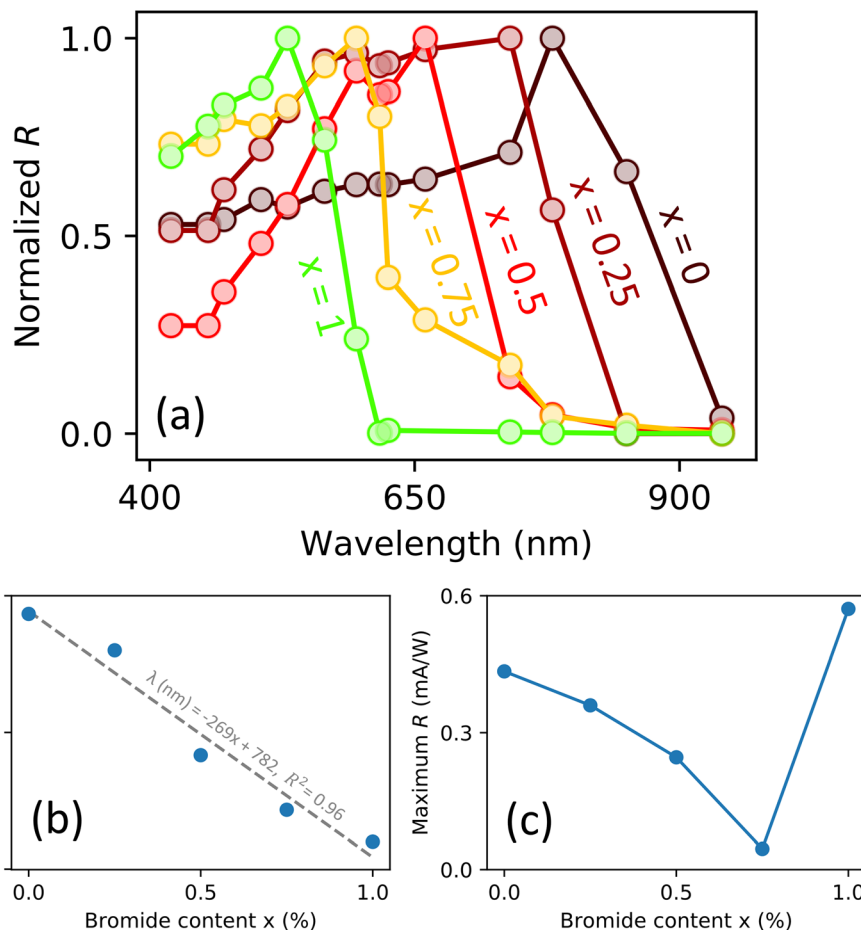 1.0
0.5
0.0
Normalized R
x = 1
x = 0.75
x = 0.5
x = 0.25
x = 0
(a)
400
650
900
Wavelength (nm)
λ (nm) = -269x + 782, R² = 0.96
(b)
0.0
0.5
1.0
Bromide content x (%)
0.6
0.3
0.0
Maximum R (mA/W)
(c)
0.0
0.5
1.0
Bromide content x (%)